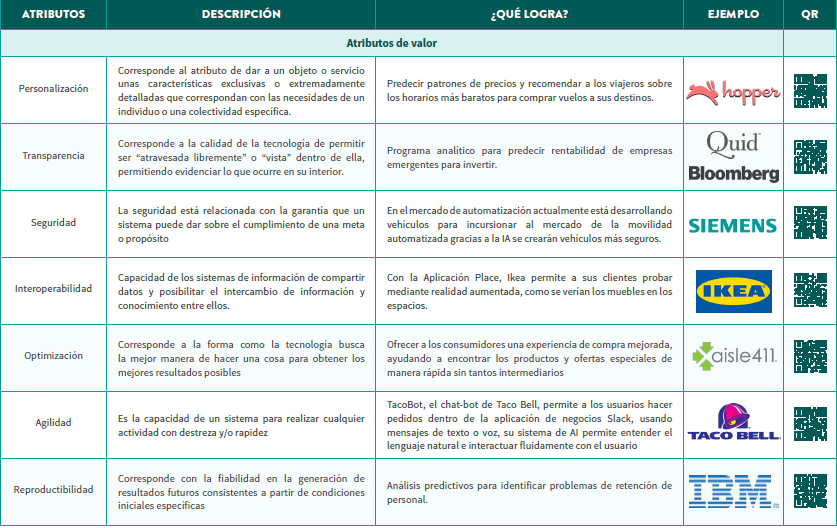 ATRIBUTOS DESCRIPCIÓN ¿QUÉ LOGRA? EJEMPLO QR
Atributos de valor
Personalización
Corresponde al atributo de dar a un objeto o servicio
unas características exclusivas o extremadamente
detalladas que correspondan con las necesidades de un
individuo o una colectividad específica.
Predecir patrones de precios y recomendar a los viajeros sobre
los horarios más baratos para comprar vuelos a sus destinos.
hopper
Transparencia
Corresponde a la calidad de la tecnología de permitir
ser “atravesada libremente” o “vista” dentro de ella,
permitiendo evidenciar lo que ocurre en su interior.
Programa analítico para predecir rentabilidad de empresas
emergentes para invertir.
Quid
Bloomberg
Seguridad
La seguridad está relacionada con la garantía que un
sistema puede dar sobre el cumplimiento de una meta
o propósito
En el mercado de automatización actualmente está desarrollando
vehículos para incursionar al mercado de la movilidad
automatizada gracias a la IA se crearán vehículos más seguros.
SIEMENS
Interoperabilidad
Capacidad de los sistemas de información de compartir
datos y posibilitar el intercambio de información y
conocimiento entre ellos.
Con la Aplicación Place, Ikea permite a sus clientes probar
mediante realidad aumentada, como se verían los muebles en los
espacios.
IKEA
Optimización
Corresponde a la forma como la tecnología busca
la mejor manera de hacer una cosa para obtener los
mejores resultados posibles
Ofrecer a los consumidores una experiencia de compra mejorada,
ayudando a encontrar los productos y ofertas especiales de
manera rápida sin tantos intermediarios
aisle411
Agilidad
Es la capacidad de un sistema para realizar cualquier
actividad con destreza y/o rapidez
TacoBot, el chat-bot de Taco Bell, permite a los usuarios hacer
pedidos dentro de la aplicación de negocios Slack, usando
mensajes de texto o voz, su sistema de AI permite entender el
lenguaje natural e interactuar fluidamente con el usuario
TACO BELL
Reproductibilidad
Corresponde con la fiabilidad en la generación de
resultados futuros consistentes a partir de condiciones
iniciales específicas
Análisis predictivos para identificar problemas de retención de
personal.
IBM